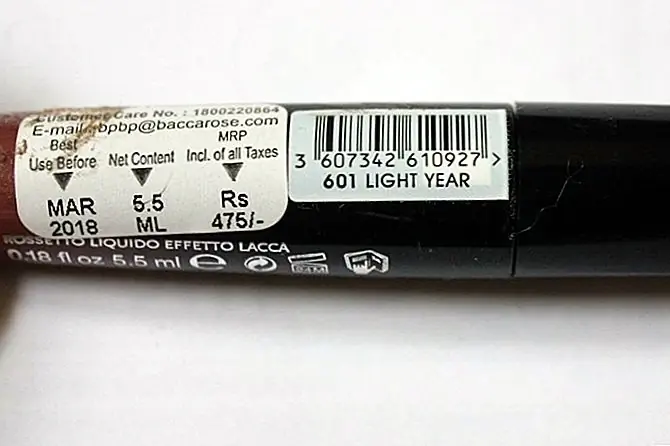 Customer Care No. : 1800220864
E-mail : bpbp@baccarose.com
Best
Use Before
MAR
2018
Net Content
5.5
ML
MRP
Incl. of all Taxes
Rs
475/-
3 607342 610927 >
601 LIGHT YEAR
ROSSETTO LIQUIDO EFFETTO LACCA
0.18 fl oz 5.5 ml ℮